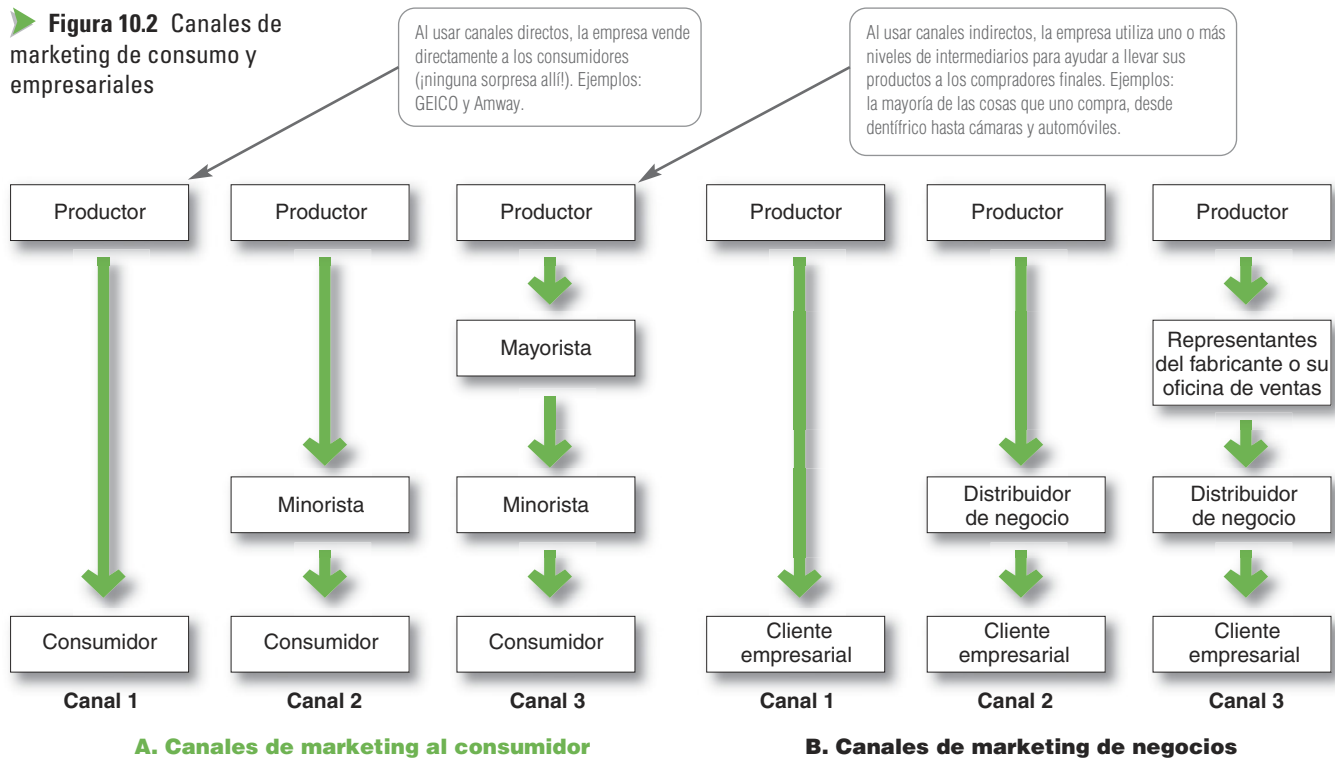 Figura 10.2 Canales de
marketing de consumo y
empresariales
Al usar canales directos, la empresa vende
directamente a los consumidores
(¡ninguna sorpresa allí!). Ejemplos:
GEICO y Amway.
Al usar canales indirectos, la empresa utiliza uno o más
niveles de intermediarios para ayudar a llevar sus
productos a los compradores finales. Ejemplos:
la mayoría de las cosas que uno compra, desde
dentífrico hasta cámaras y automóviles.
Productor
Consumidor
Canal 1
Productor
Minorista
Consumidor
Canal 2
Productor
Mayorista
Minorista
Consumidor
Canal 3
A. Canales de marketing al consumidor
Productor
Cliente
empresarial
Canal 1
Productor
Distribuidor
de negocio
Cliente
empresarial
Canal 2
Productor
Representantes
del fabricante o su
oficina de ventas
Distribuidor
de negocio
Cliente
empresarial
Canal 3
B. Canales de marketing de negocios